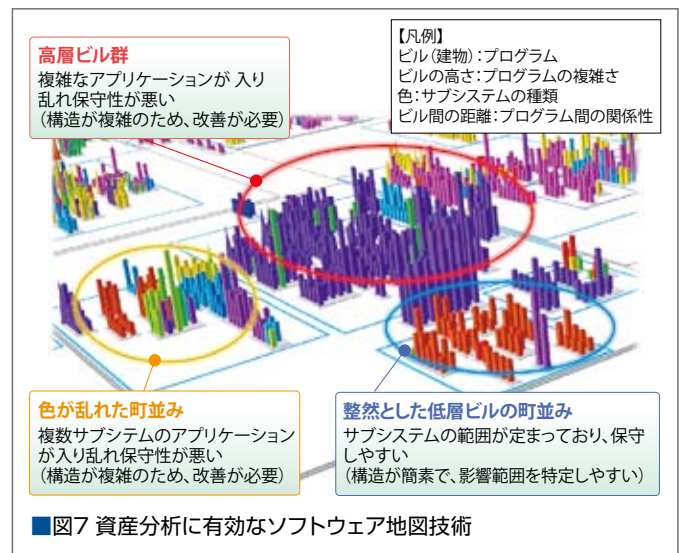 高層ビル群
複雑なアプリケーションが 入り
乱れ保守性が悪い
(構造が複雑のため、改善が必要)
【凡例】
ビル(建物):プログラム
ビルの高さ:プログラムの複雑さ
色:サブシステムの種類
ビル間の距離:プログラム間の関係性
色が乱れた町並み
複数サブシテムのアプリケーション
が入り乱れ保守性が悪い
(構造が複雑のため、改善が必要)
整然とした低層ビルの町並み
サブシステムの範囲が定まっており、保守
しやすい
(構造が簡素で、影響範囲を特定しやすい)
■図7 資産分析に有効なソフトウェア地図技術